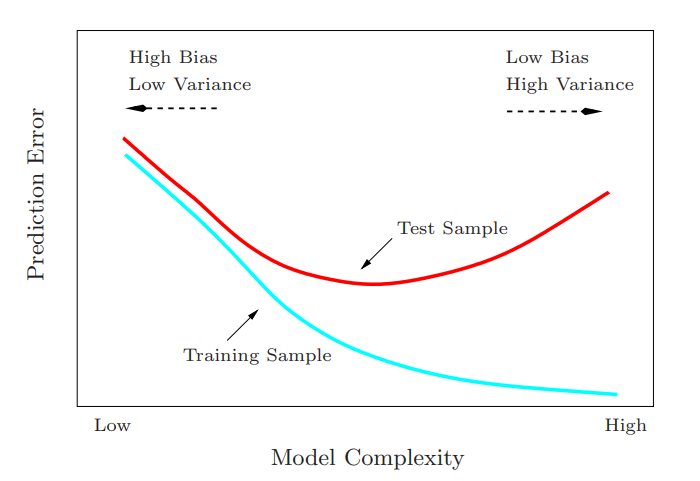 High Bias
Low Variance
Low Bias
High Variance
Prediction Error
Test Sample
Training Sample
Low
High
Model Complexity